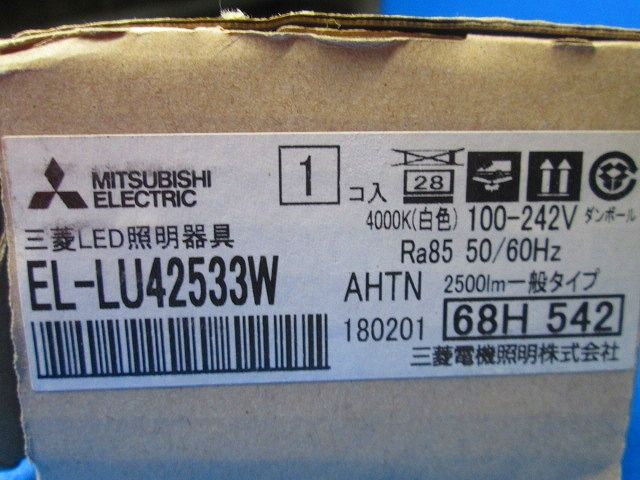 MITSUBISHI
ELECTRIC
1 コ入
28
4000K(白色) 100-242V ダンボール
三菱LED照明器具
Ra85 50/60Hz
EL-LU42533W
AHTN 2500lm一般タイプ
180201 68H 542
三菱電機照明株式会社